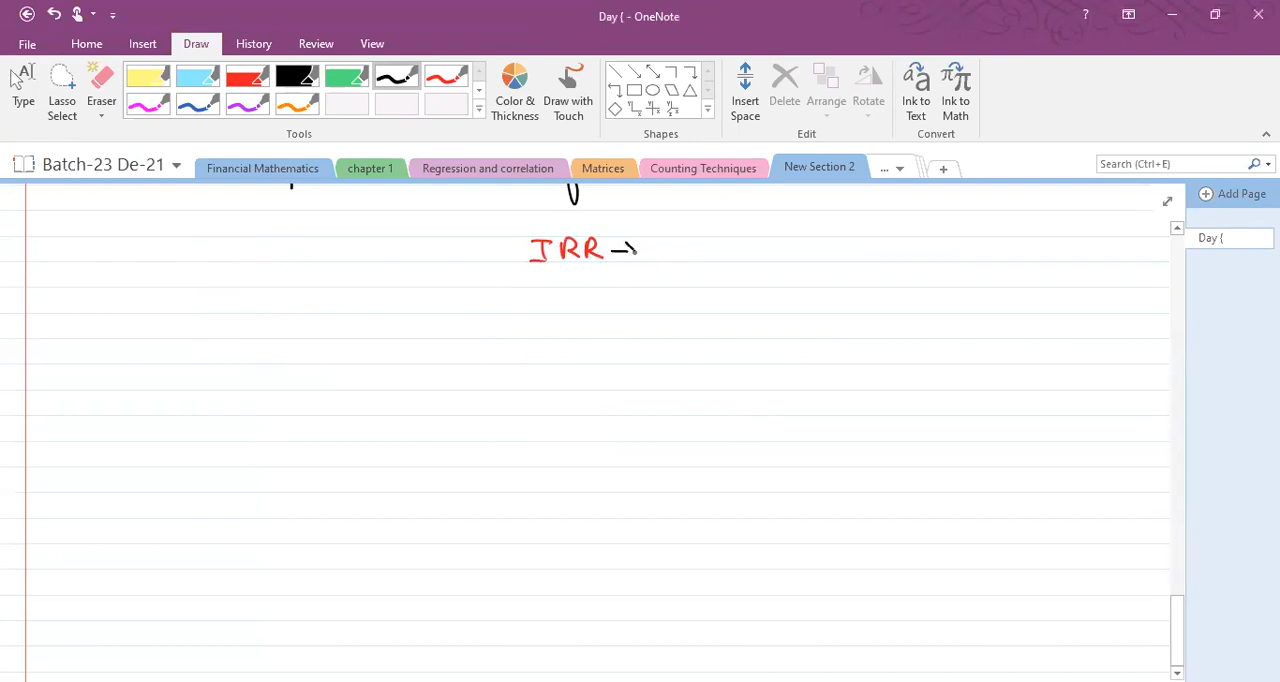 Day { - OneNote
?
File Home Insert Draw History Review View
Type Lasso Select Eraser Color & Thickness Draw with Touch Insert Space Delete Arrange Rotate Ink to Text Ink to Math
Tools Shapes Edit Convert
Batch-23 De-21 Financial Mathematics chapter 1 Regression and correlation Matrices Counting Techniques New Section 2 ... Search (Ctrl+E)
Add Page
Day {
IRR →